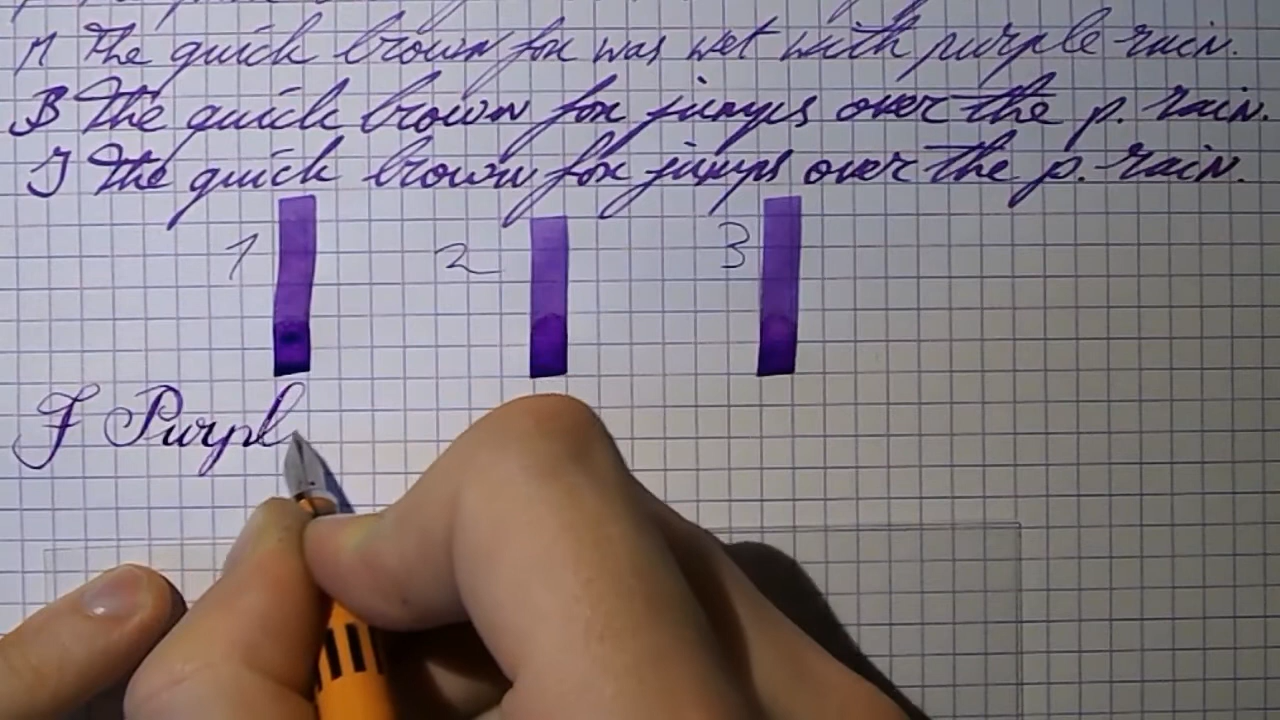 M The quick brown fox was wet with purple rain.
B The quick brown fox jumps over the p. rain.
J The quick brown fox jumps over the p. rain.
1 2 3
F Purpl